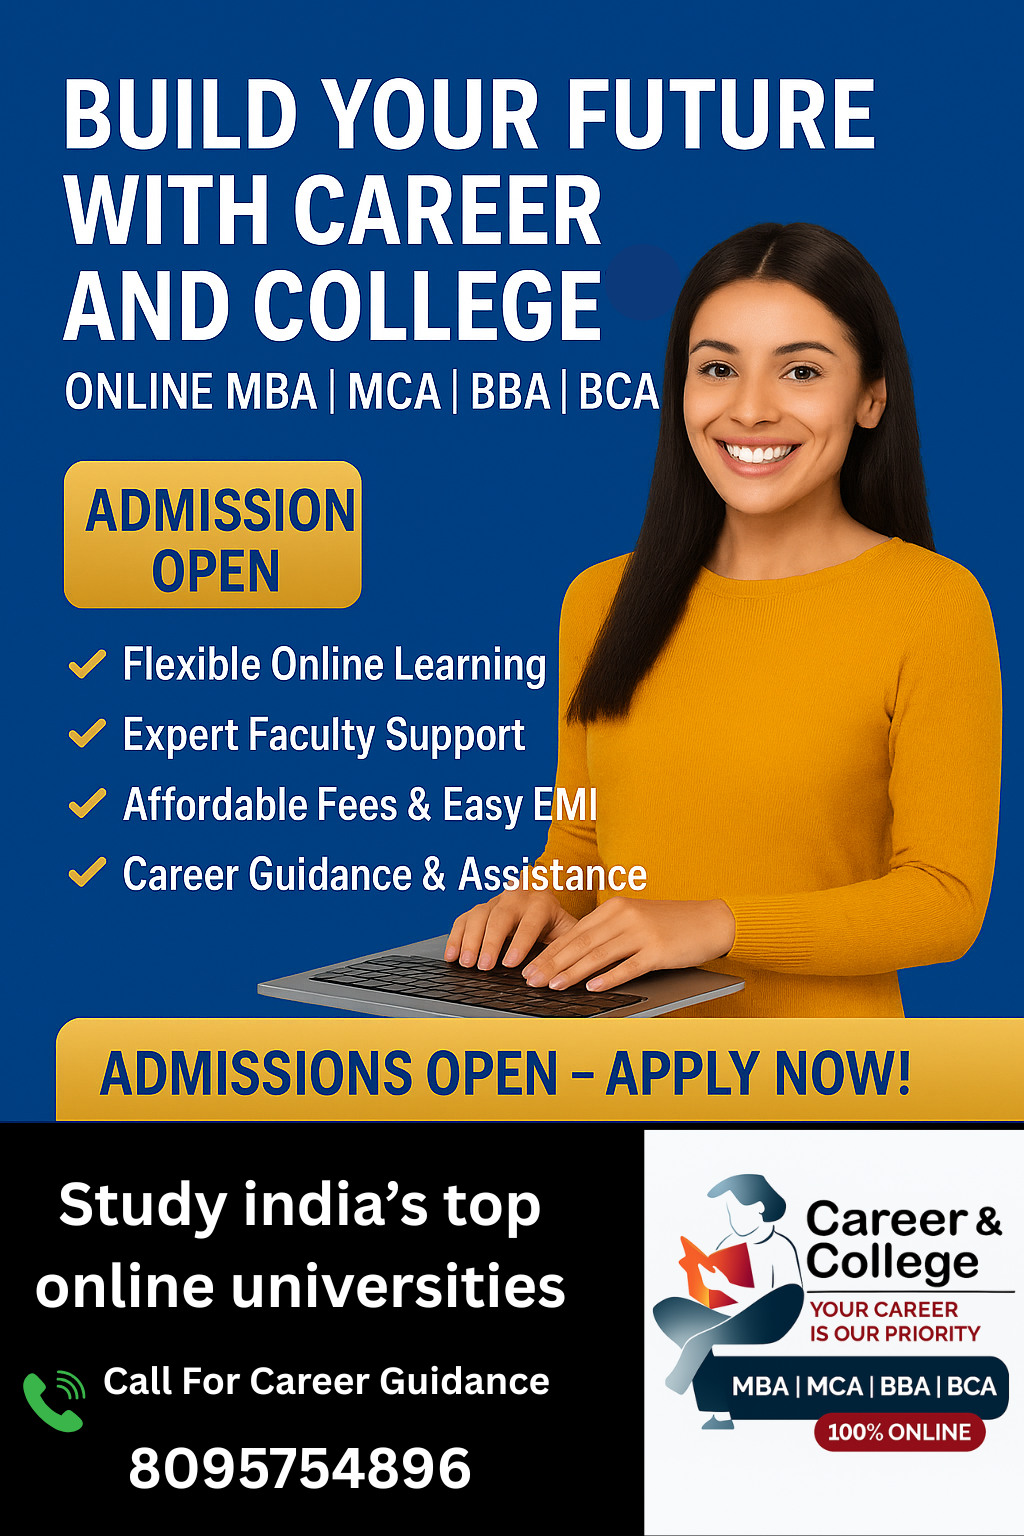 BUILD YOUR FUTURE
WITH CAREER
AND COLLEGE
ONLINE MBA | MCA | BBA | BCA
ADMISSION
OPEN
Flexible Online Learning
Expert Faculty Support
Affordable Fees & Easy EMI
Career Guidance & Assistance
ADMISSIONS OPEN – APPLY NOW!
Study india’s top
online universities
Call For Career Guidance
8095754896
Career &
College
YOUR CAREER
IS OUR PRIORITY
MBA | MCA | BBA | BCA
100% ONLINE